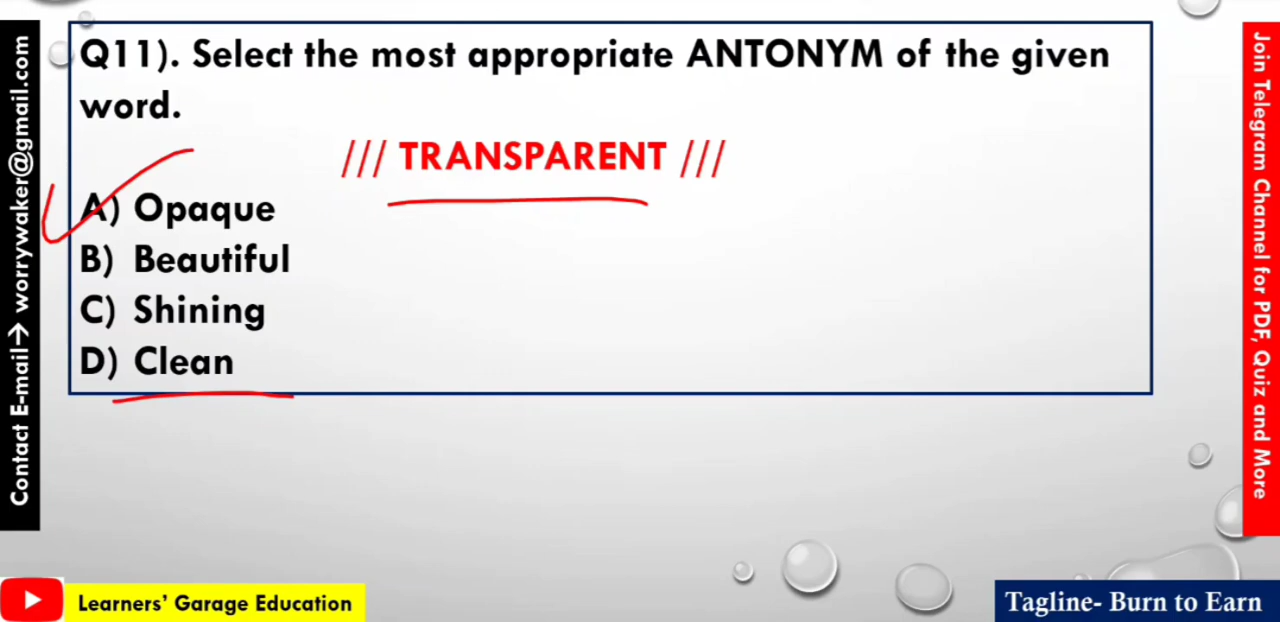 Q11). Select the most appropriate ANTONYM of the given
word.
/// TRANSPARENT ///
A) Opaque
B) Beautiful
C) Shining
D) Clean
Contact E-mail→ worrywaker@gmail.com
Join Telegram Channel for PDF, Quiz and More
Learners’ Garage Education
Tagline- Burn to Earn